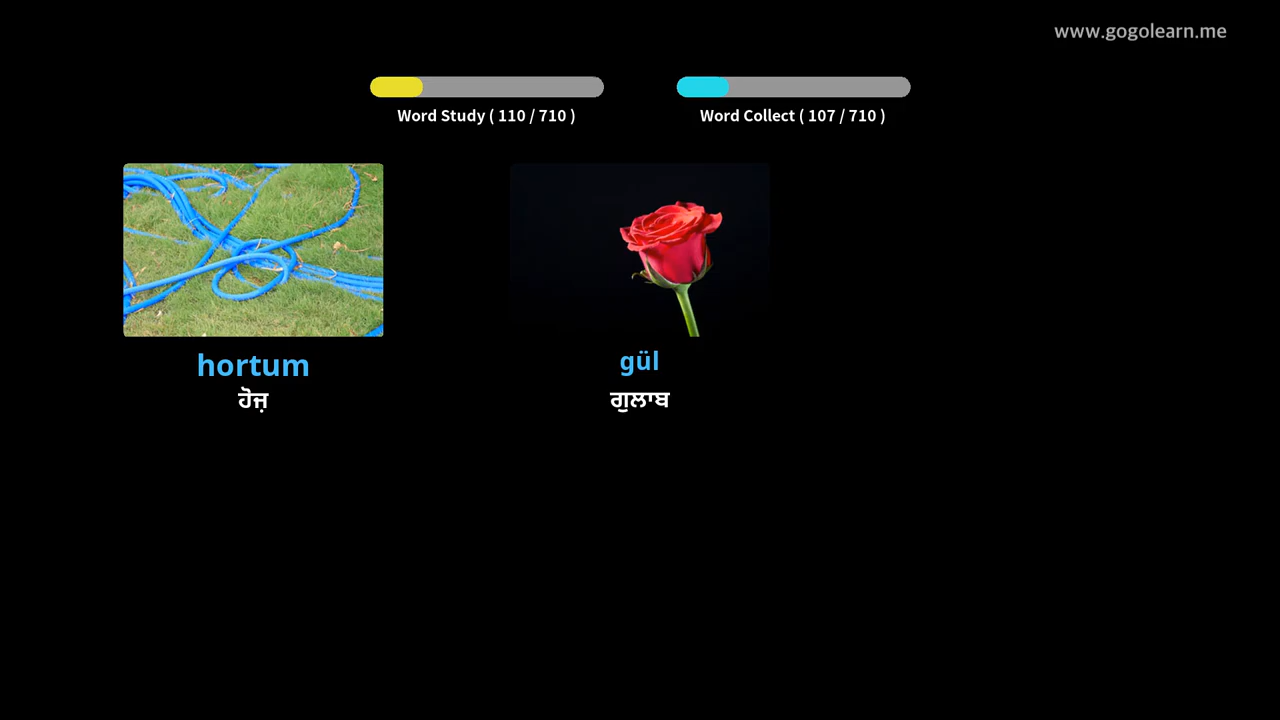 www.gogolearn.me
Word Study ( 110 / 710 )
Word Collect ( 107 / 710 )
hortum
ਹੋਜ਼
gül
ਗੁਲਾਬ